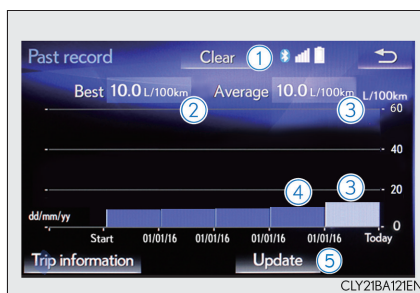 Past record Clear 1
Best 10.0 L/100km Average 10.0 L/100km L/100km
2 3 60
40
4 3 20
dd/mm/yy 0
Start 01/01/16 01/01/16 01/01/16 01/01/16 Today
Trip information Update 5
CLY21BA121EN